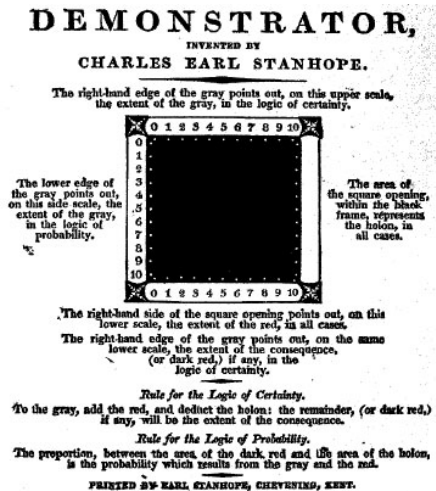 DEMONSTRATOR,
INVENTED BY
CHARLES EARL STANHOPE.
The right-hand edge of the gray points out, on this upper scale,
the extent of the gray, in the logic of certainty.
0 1 2 3 4 5 6 7 8 9 10
The lower edge of
the gray points out,
on this side scale, the
extent of the gray,
in the logic of
probability.
0
1
2
3
4
5
6
7
8
9
10
The area of
the square opening,
within the black
frame, represents
the holon, in
all cases.
0 1 2 3 4 5 6 7 8 9 10
The right-hand side of the square opening points out, on this
lower scale, the extent of the red, in all cases.
The right-hand edge of the gray points out, on the same
lower scale, the extent of the consequence,
(or dark red,) if any, in the
logic of certainty.
Rule for the Logic of Certainty.
To the gray, add the red, and deduct the holon: the remainder, (or dark red,)
if any, will be the extent of the consequence.
Rule for the Logic of Probability.
The proportion, between the area of the dark red and the area of the holon,
is the probability which results from the gray and the red.
PRINTED BY EARL STANHOPE, CHEVENING, KENT.